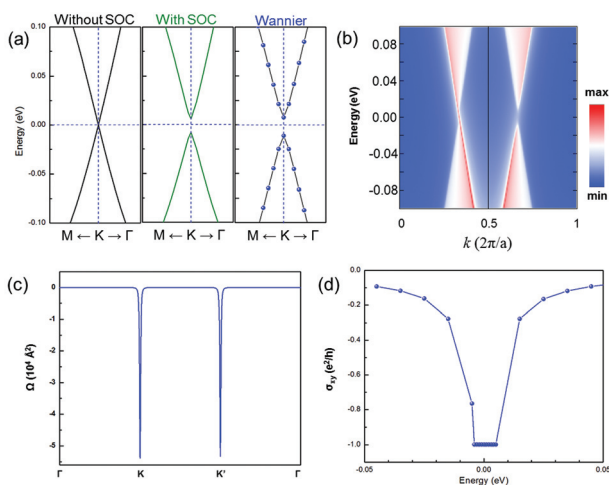 (a)
Without SOC
With SOC
Wannier
Energy (eV)
0.10
0.05
0.00
-0.05
-0.10
M ← K → Γ
M ← K → Γ
M ← K → Γ
(b)
Energy (eV)
0.08
0.04
0.00
-0.04
-0.08
0
0.5
1
k (2π/a)
max
min
(c)
Ω (10⁴ Å²)
0
-1
-2
-3
-4
-5
Γ
K
K'
Γ
(d)
σxy (e²/h)
0.0
-0.2
-0.4
-0.6
-0.8
-1.0
-0.05
0.00
0.05
Energy (eV)